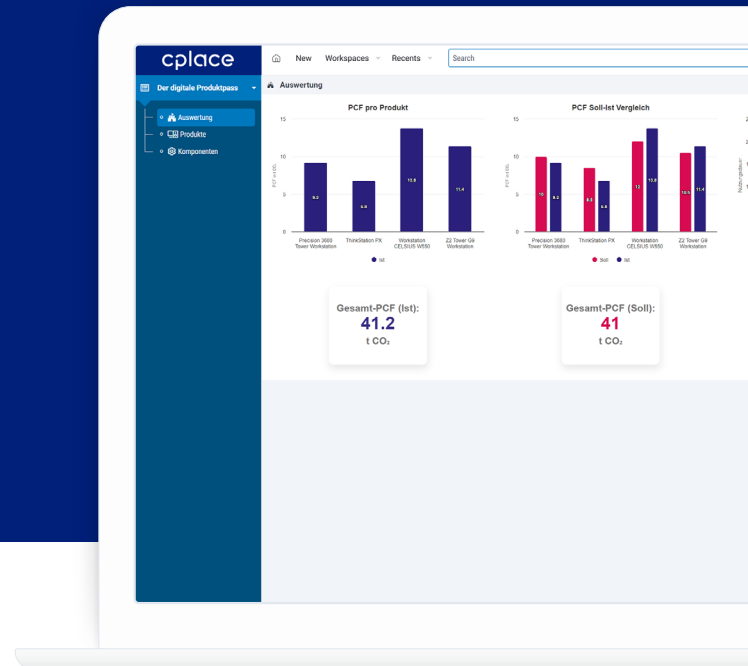 cplace
New Workspaces Recents Search
Der digitale Produktpass
Auswertung
Auswertung
Produkte
Komponenten
PCF pro Produkt
15
10
5
0
9.2
6.8
13.8
11.4
Precision 3660
Tower Workstation
ThinkStation PX
Workstation
CELSIUS W550
Z2 Tower G9
Workstation
Ist
PCF Soll-Ist Vergleich
15
10
5
0
10
9.2
8.5
6.8
12
13.8
10.5
11.4
Precision 3660
Tower Workstation
ThinkStation PX
Workstation
CELSIUS W550
Z2 Tower G9
Workstation
Soll Ist
Nutzungsdauer
Gesamt-PCF (Ist):
41.2
t CO₂
Gesamt-PCF (Soll):
41
t CO₂